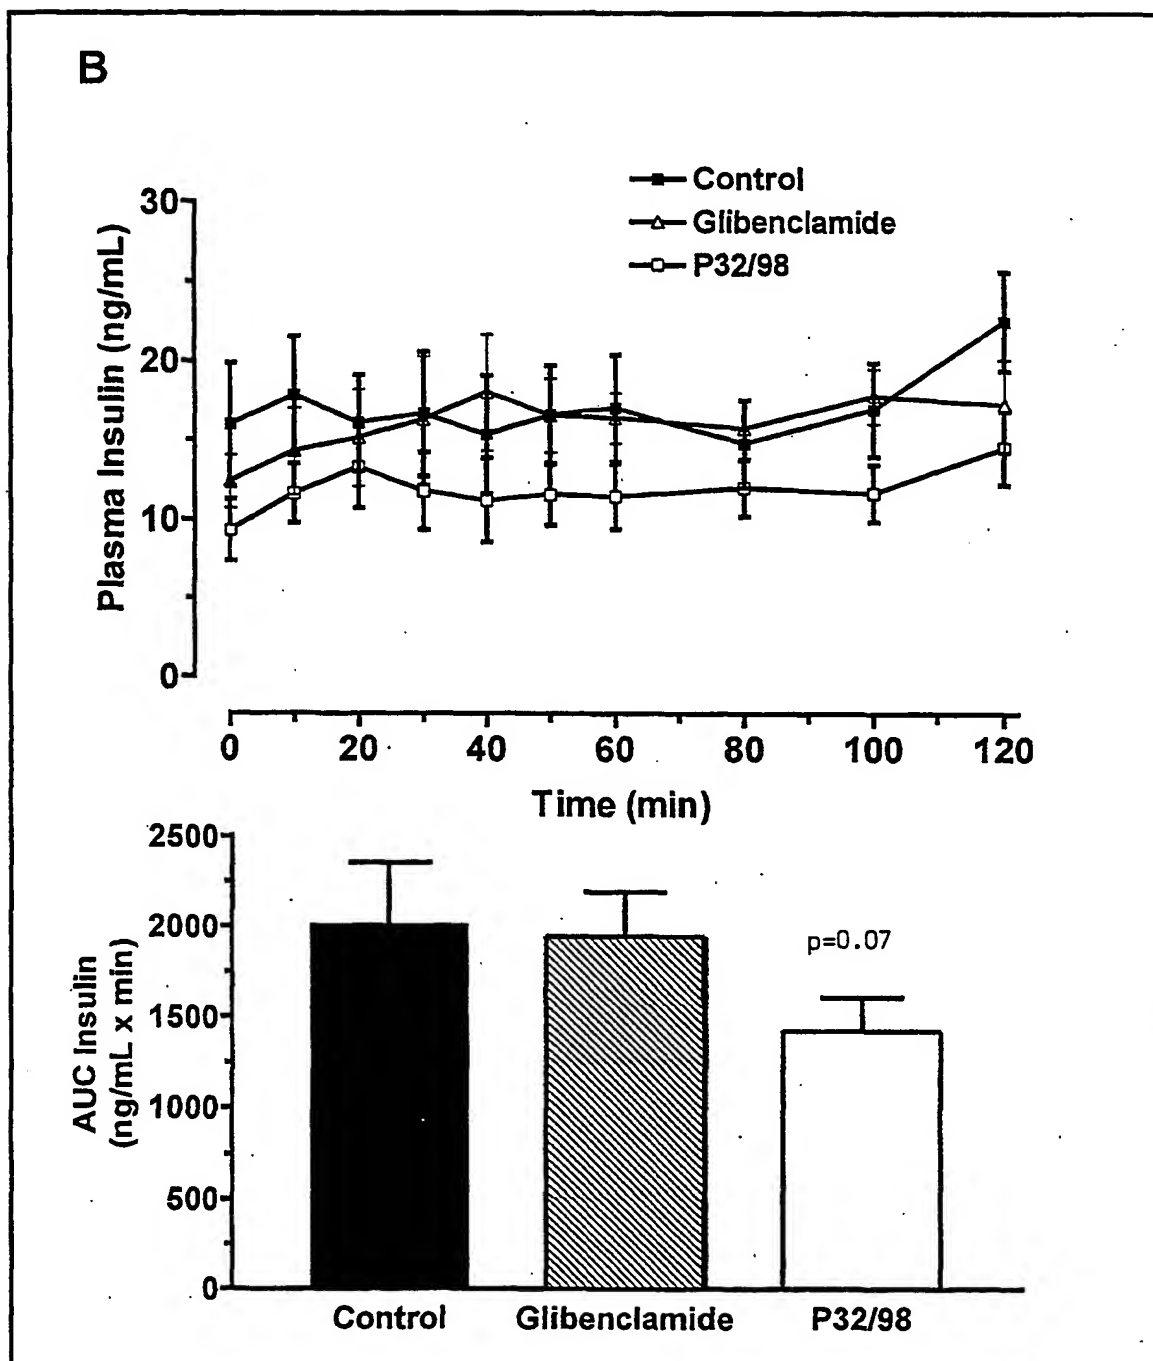 B
Control
Glibenclamide
P32/98
Plasma Insulin (ng/mL)
30
20
10
0
0 20 40 60 80 100 120
Time (min)
AUC Insulin
(ng/mL x min)
2500
2000
1500
1000
500
0
p=0.07
Control Glibenclamide P32/98